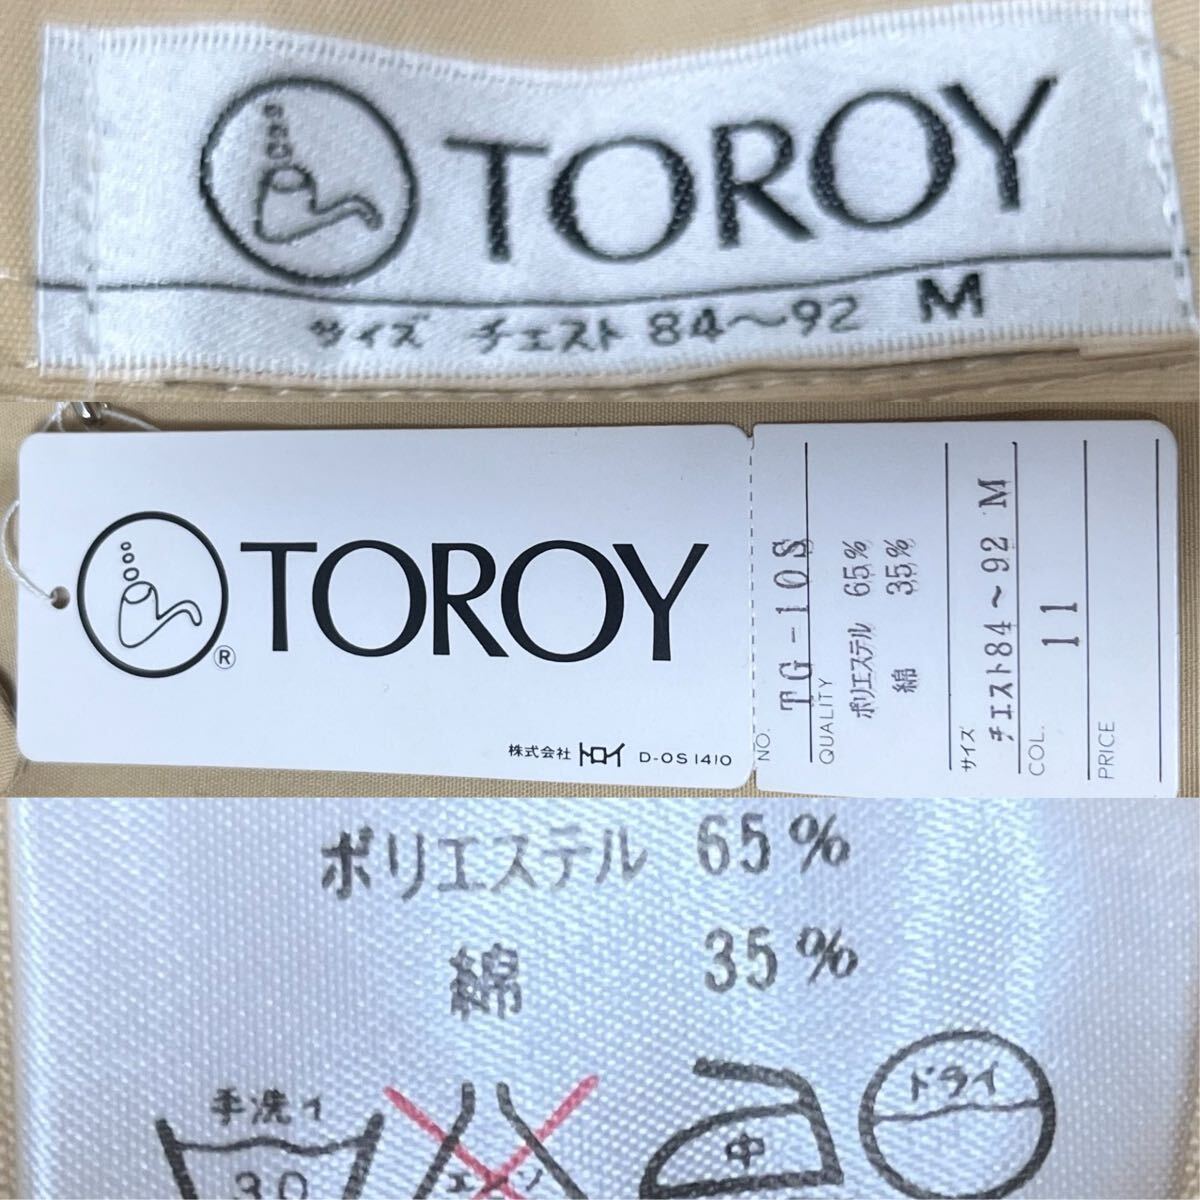 TOROY
サイズ チェスト 84～92 M
TOROY
®
株式会社 トロイ D-OS 1410
NO. TG-10S
QUALITY
ポリエステル 65%
綿 35%
サイズ チェスト84～92 M
COL. 11
PRICE
ポリエステル 65%
綿 35%
手洗イ
30
中
ドライ